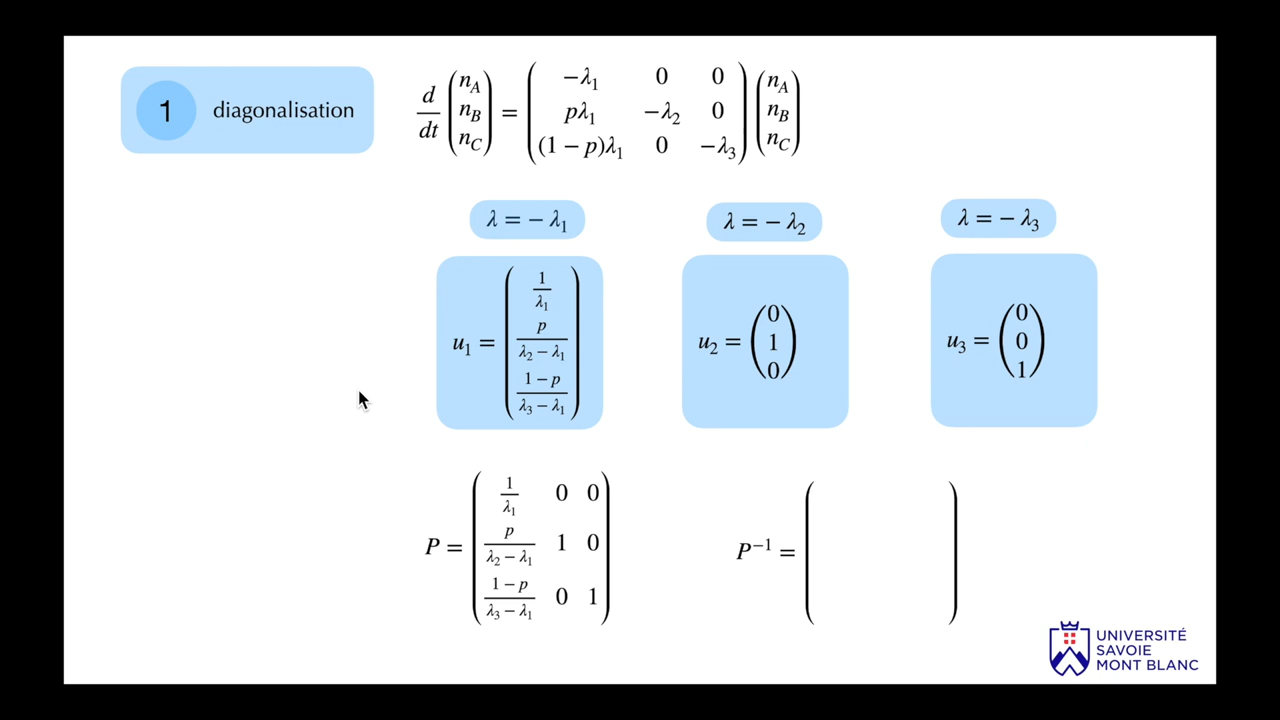 1 diagonalisation
d/dt (n_A n_B n_C) = (−λ₁ 0 0
pλ₁ −λ₂ 0
(1 − p)λ₁ 0 −λ₃) (n_A n_B n_C)
λ = − λ₁
λ = − λ₂
λ = − λ₃
u₁ = (1/λ₁ p/(λ₂ − λ₁) (1 − p)/(λ₃ − λ₁))
u₂ = (0 1 0)
u₃ = (0 0 1)
P = (1/λ₁ 0 0
p/(λ₂ − λ₁) 1 0
(1 − p)/(λ₃ − λ₁) 0 1)
P⁻¹ = ( )
UNIVERSITÉ
SAVOIE
MONT BLANC